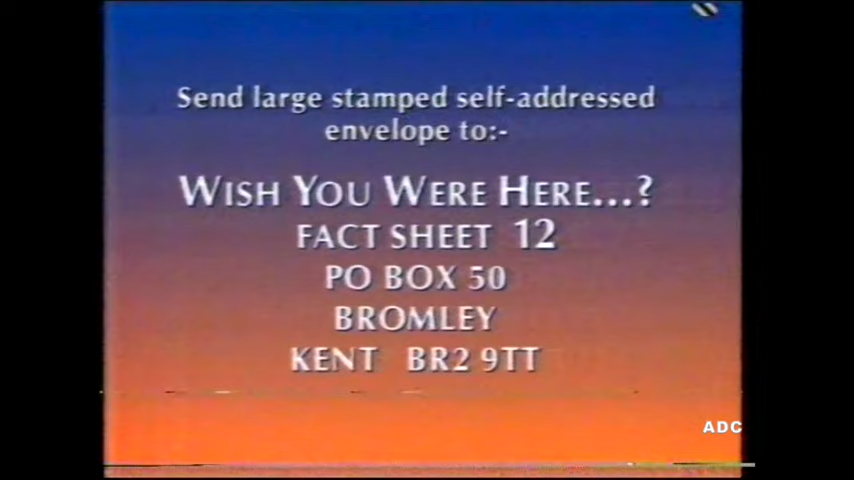 Send large stamped self-addressed
envelope to:-
WISH YOU WERE HERE...?
FACT SHEET 12
PO BOX 50
BROMLEY
KENT BR2 9TT
ADC